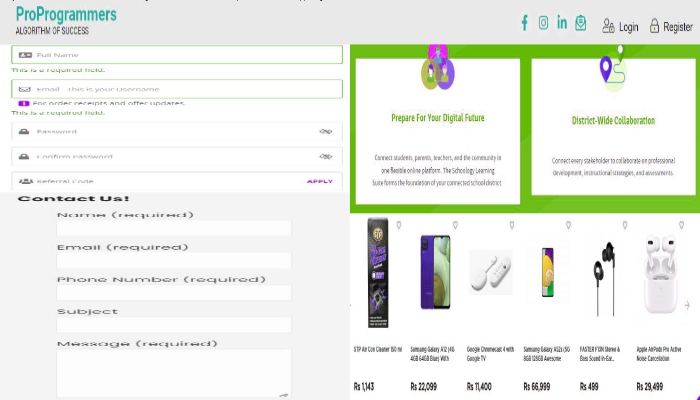 ProProgrammers
ALGORITHM OF SUCCESS
Login
Register
Full Name
This is a required field.
Email - This is your Username
For order receipts and offer updates.
This is a required field.
Password
Confirm Password
Referral Code
APPLY
Contact Us!
Name (required)
Email (required)
Phone Number (required)
Subject
Message (required)
Prepare For Your Digital Future
Connect students, parents, teachers, and the community in
one flexible online platform. The Schoology Learning
Suite forms the foundation of your connected school district.
District-Wide Collaboration
Connect every stakeholder to collaborate on professional
development, instructional strategies, and assessments.
STP Air Con Cleaner 150 ml
Rs 1,143
Samsung Galaxy A12 (4G
4GB 64GB Blue) With
Rs 22,099
Google Chromecast 4 with
Google TV
Rs 11,400
Samsung Galaxy A52s (5G
8GB 128GB Awesome
Rs 66,999
FASTER F10N Stereo &
Bass Sound In-Ear...
Rs 499
Apple AirPods Pro Active
Noise Cancellation
Rs 29,499